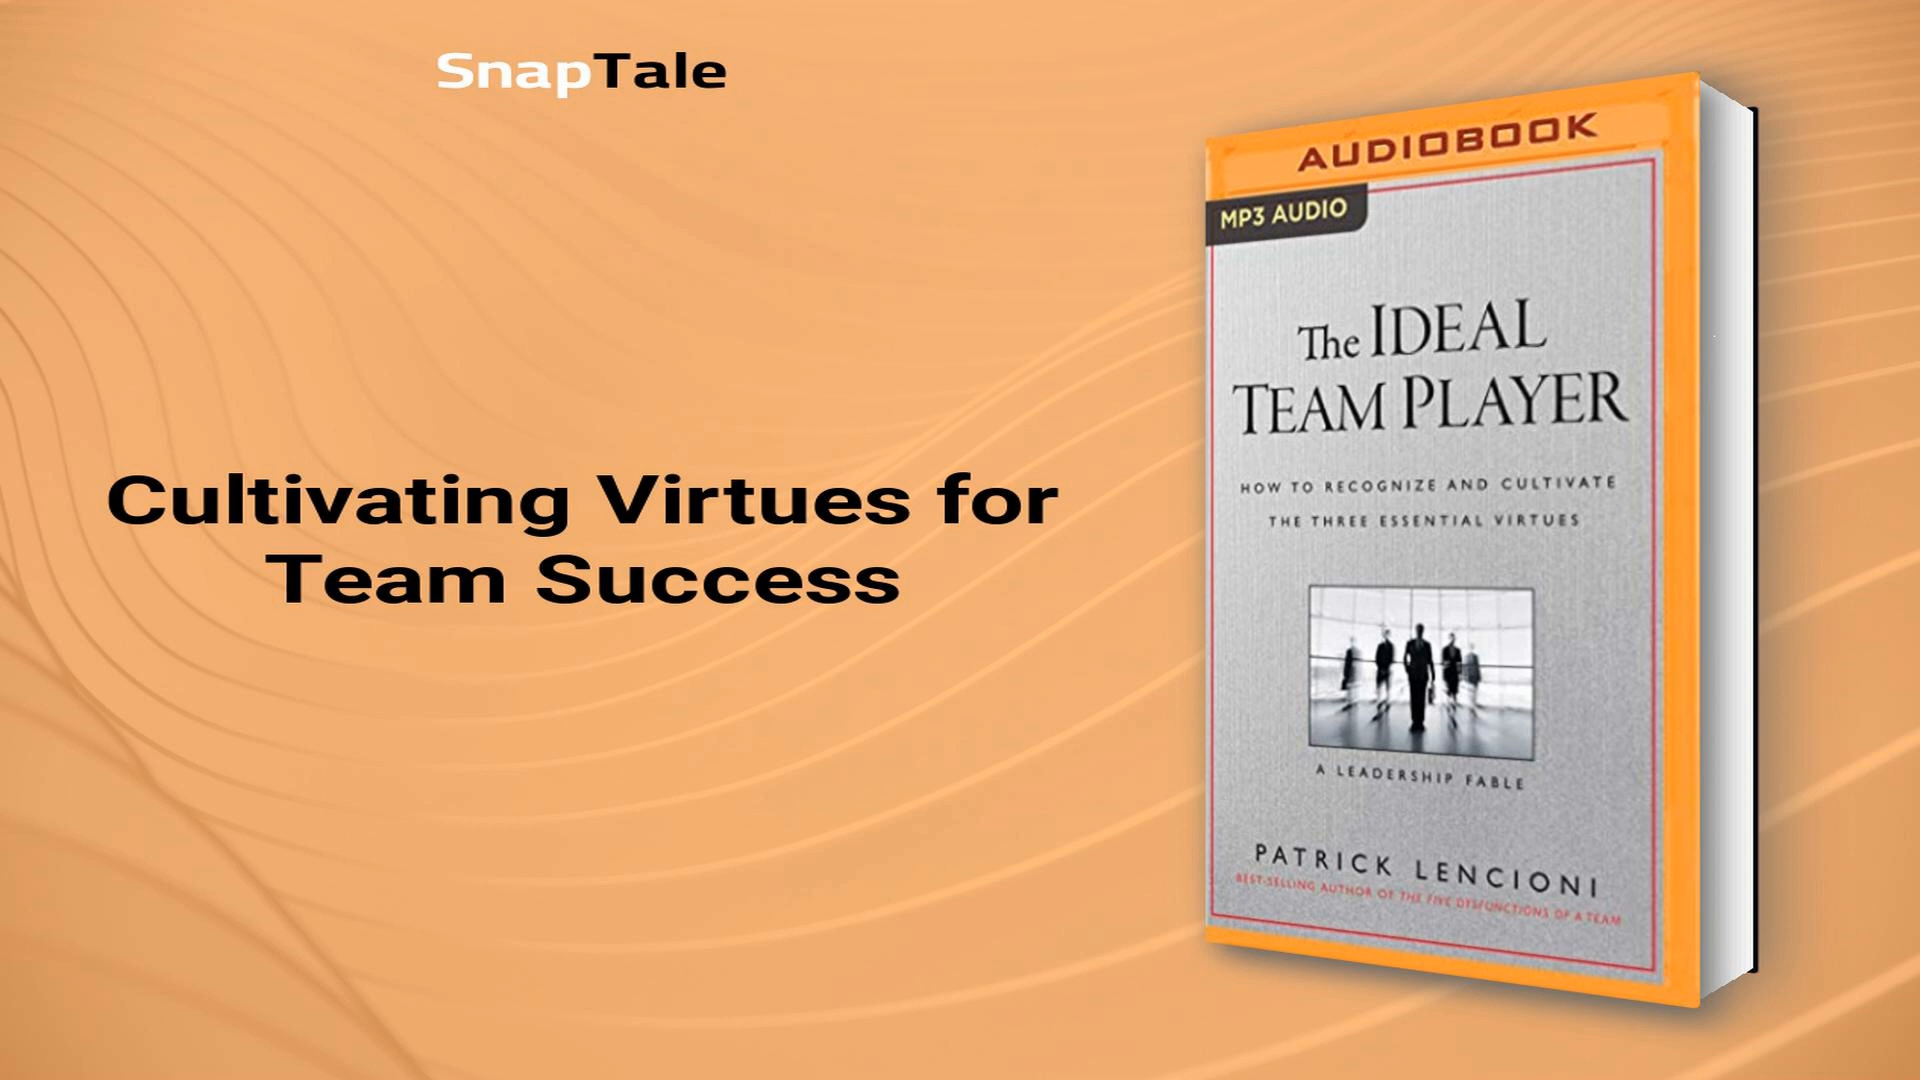 SnapTale
Cultivating Virtues for
Team Success
AUDIOBOOK
MP3 AUDIO
The IDEAL
TEAM PLAYER
HOW TO RECOGNIZE AND CULTIVATE
THE THREE ESSENTIAL VIRTUES
A LEADERSHIP FABLE
PATRICK LENCIONI
BEST-SELLING AUTHOR OF THE FIVE DYSFUNCTIONS OF A TEAM